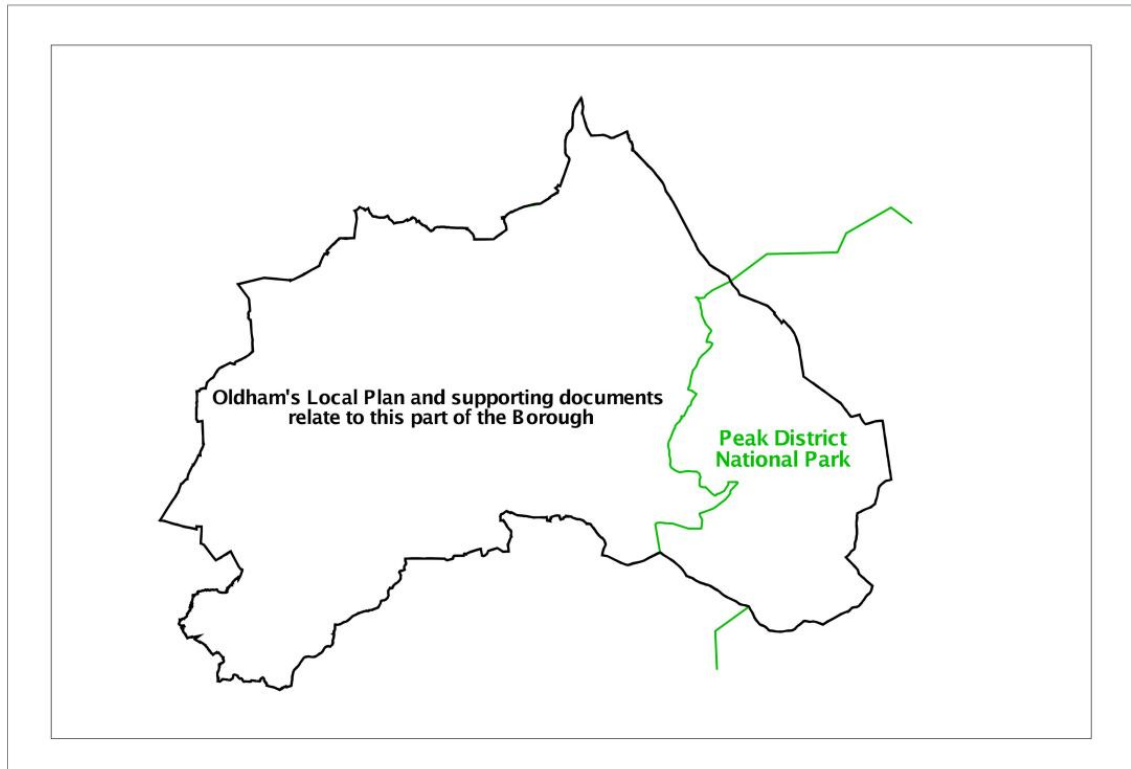 Oldham's Local Plan and supporting documents
relate to this part of the Borough
Peak District
National Park